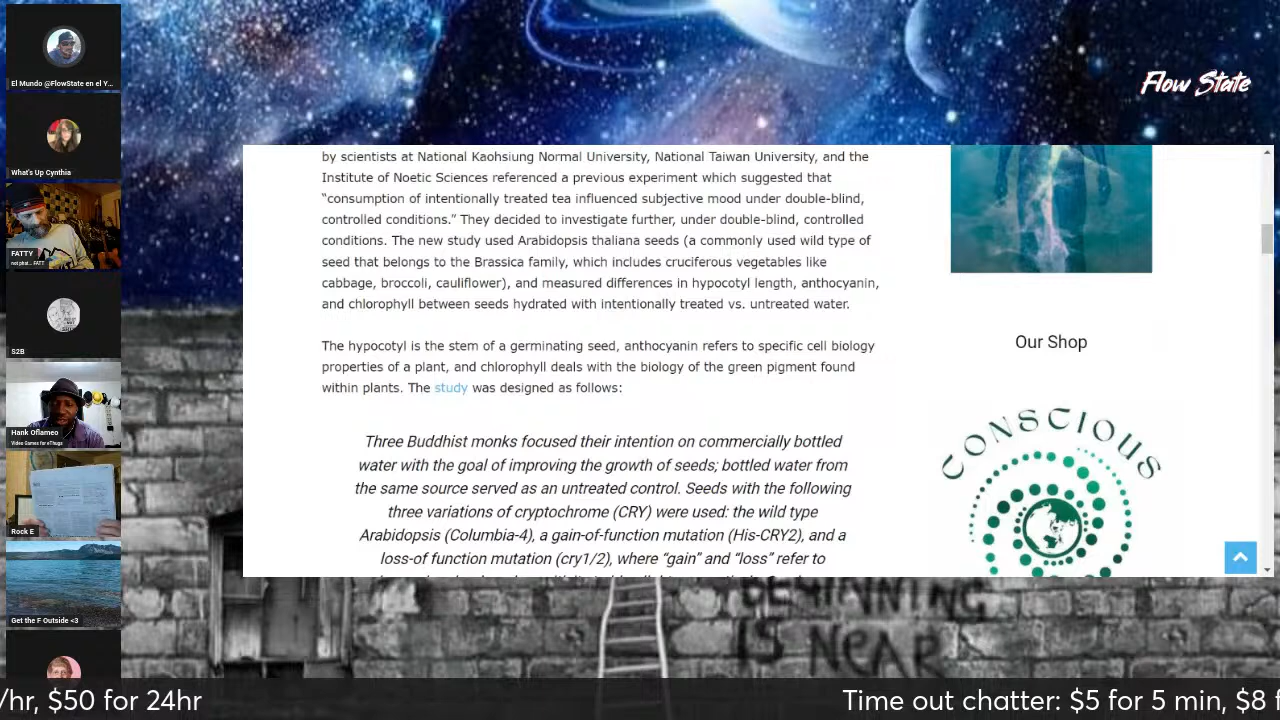 El Mundo @FlowState en el Y...
What's Up Cynthia
FATTY
not phat... FATT
S2B
Hank Oflameo
Video Games for eThugs
Rock E
Get the F Outside <3
Flow State
by scientists at National Kaohsiung Normal University, National Taiwan University, and the
Institute of Noetic Sciences referenced a previous experiment which suggested that
“consumption of intentionally treated tea influenced subjective mood under double-blind,
controlled conditions.” They decided to investigate further, under double-blind, controlled
conditions. The new study used Arabidopsis thaliana seeds (a commonly used wild type of
seed that belongs to the Brassica family, which includes cruciferous vegetables like
cabbage, broccoli, cauliflower), and measured differences in hypocotyl length, anthocyanin,
and chlorophyll between seeds hydrated with intentionally treated vs. untreated water.
The hypocotyl is the stem of a germinating seed, anthocyanin refers to specific cell biology
properties of a plant, and chlorophyll deals with the biology of the green pigment found
within plants. The study was designed as follows:
Three Buddhist monks focused their intention on commercially bottled
water with the goal of improving the growth of seeds; bottled water from
the same source served as an untreated control. Seeds with the following
three variations of cryptochrome (CRY) were used: the wild type
Arabidopsis (Columbia-4), a gain-of-function mutation (His-CRY2), and a
loss-of function mutation (cry1/2), where “gain” and “loss” refer to
Our Shop
CONSCIOUS
BEGINNING
IS NEAR
/hr, $50 for 24hr
Time out chatter: $5 for 5 min, $8 f